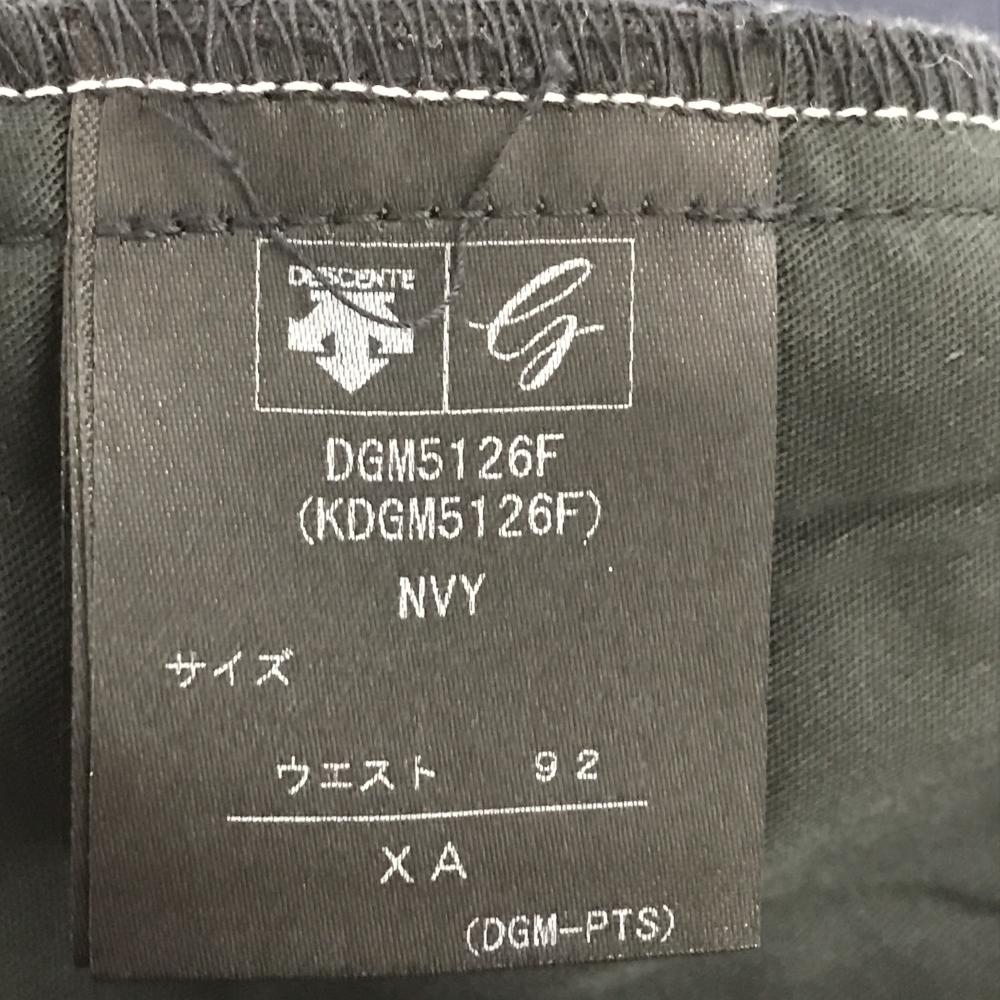 DESCENTE
G
DGM5126F
(KDGM5126F)
NVY
サイズ
ウエスト 92
XA
(DGM-PTS)